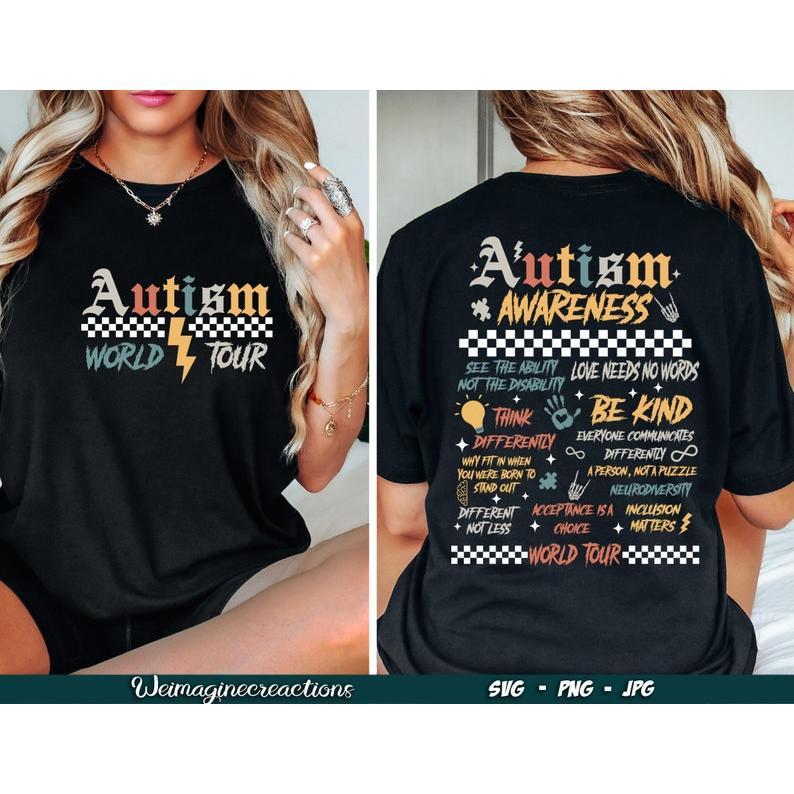 Autism
WORLD TOUR
Autism
AWARENESS
SEE THE ABILITY
NOT THE DISABILITY
LOVE NEEDS NO WORDS
THINK
DIFFERENTLY
BE KIND
EVERYONE COMMUNICATES
DIFFERENTLY
WHY FIT IN WHEN
YOU WERE BORN TO
STAND OUT
A PERSON, NOT A PUZZLE
NEURODIVERSITY
DIFFERENT
NOT LESS
ACCEPTANCE IS A
CHOICE
INCLUSION
MATTERS
WORLD TOUR
Weimaginecreactions
SVG - PNG - JPG